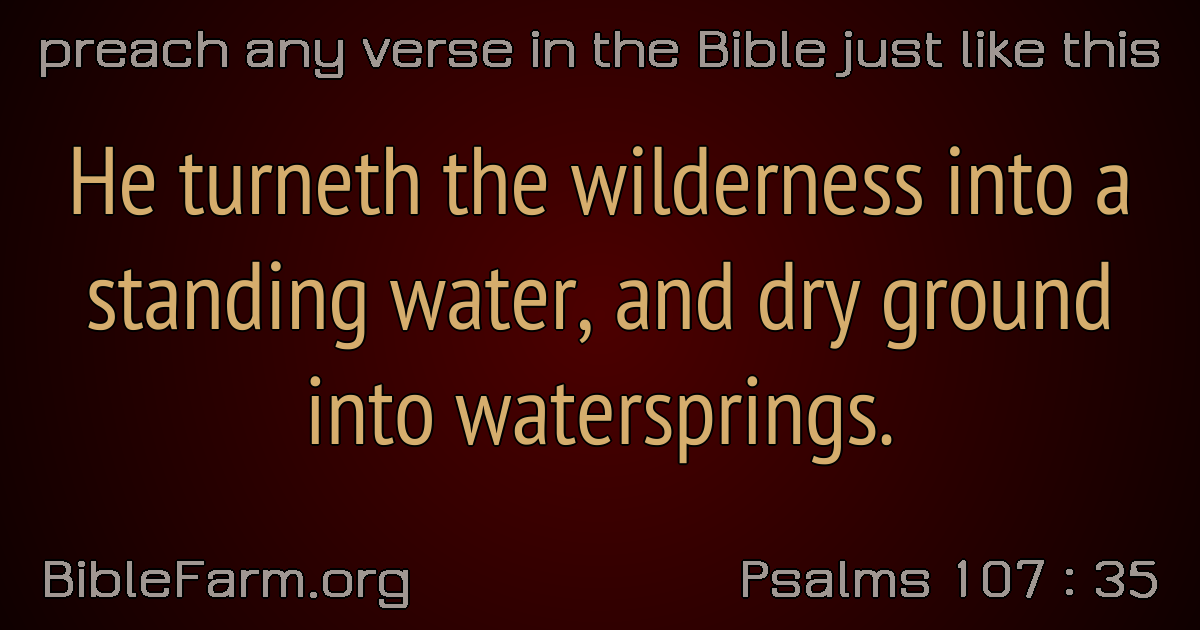 preach any verse in the Bible just like this
He turneth the wilderness into a
standing water, and dry ground
into watersprings.
BibleFarm.org
Psalms 107 : 35